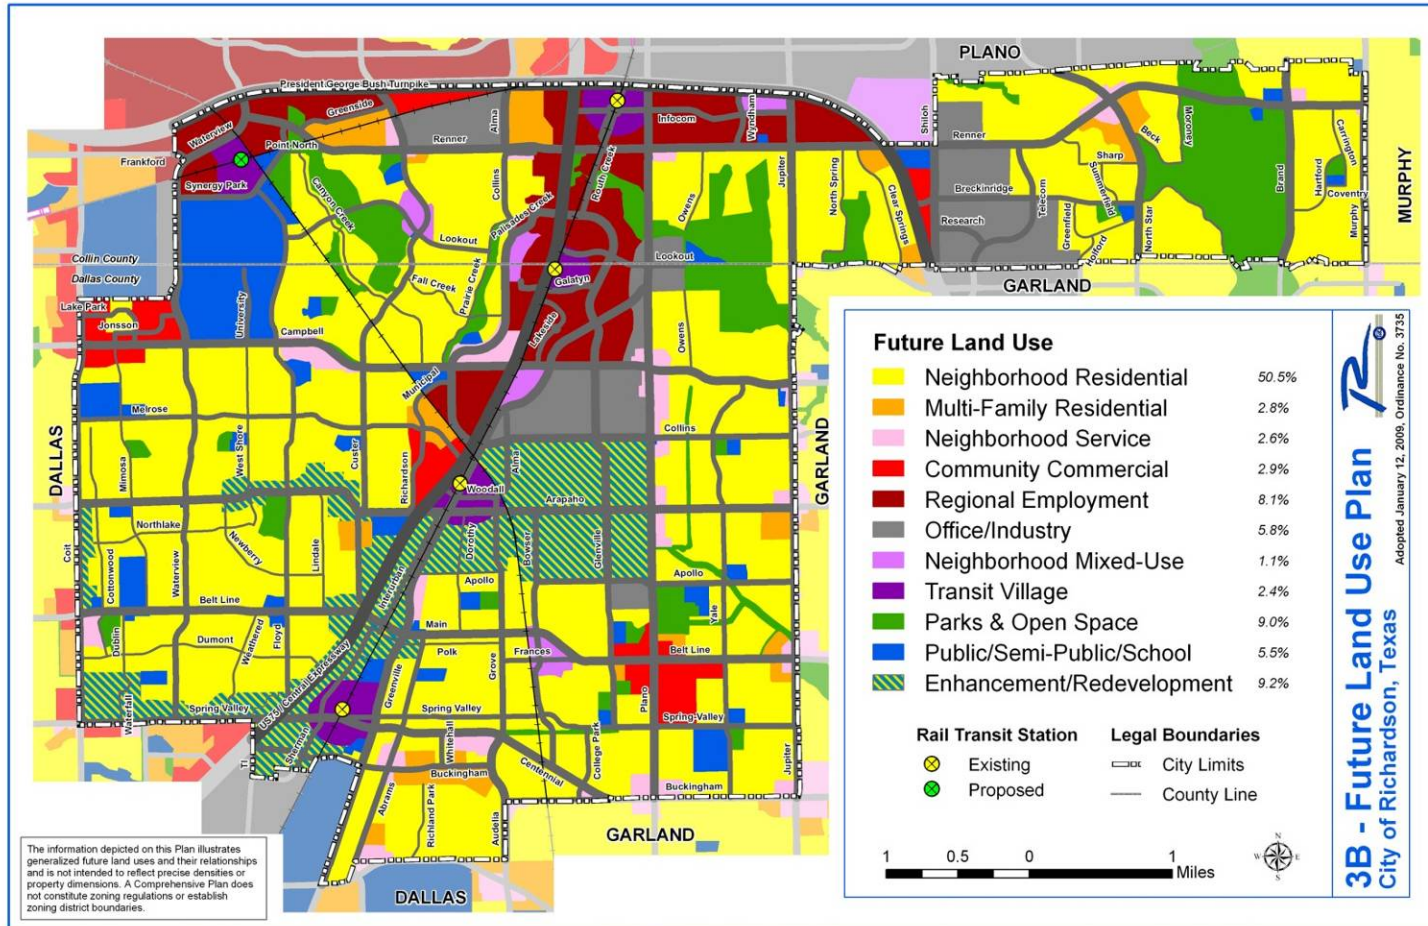 PLANO
President George Bush Turnpike
Greenside
Waterview
Alma
Infocom
Wyndham
Shiloh
Renner
Renner
Point-North
Frankford
Synergy Park
Canyon Creek
Collins
Routh Creek
Palisades Creek
Owens
Jupiter
North Spring
Clear Springs
Breckinridge
Research
Telecom
Beck
Sharp
Summerfield
Greenfield
Holford
North Star
Moroney
Brand
Hartford
Carrington
Coventry
Murphy
MURPHY
Lookout
Lookout
Collin County
Dallas County
Galatyn
GARLAND
Fall Creek
Prairie Creek
Lake Park
Jonsson
University
Campbell
Lakeside
Owens
Municipal
Melrose
DALLAS
Mimosa
West Shore
Custer
Richardson
Collins
Alma
Woodall
Arapaho
GARLAND
Coit
Northlake
Cottonwood
Waterview
Newberry
Lindale
Interurban
Dorothy
Bowser
Glenville
Apollo
Apollo
Belt Line
Yale
Dublin
Dumont
Weathered
Floyd
Main
Polk
Grove
Frances
Belt Line
US75 / Central Expressway
Greenville
Plano
Waterfall
Spring Valley
Spring Valley
Spring-Valley
TI
Sherman
Whitehall
College Park
Centennial
Buckingham
Buckingham
Jupiter
Abrams
Richland Park
Audelia
GARLAND
DALLAS
Future Land Use
Neighborhood Residential 50.5%
Multi-Family Residential 2.8%
Neighborhood Service 2.6%
Community Commercial 2.9%
Regional Employment 8.1%
Office/Industry 5.8%
Neighborhood Mixed-Use 1.1%
Transit Village 2.4%
Parks & Open Space 9.0%
Public/Semi-Public/School 5.5%
Enhancement/Redevelopment 9.2%
Rail Transit Station
Existing
Proposed
Legal Boundaries
City Limits
County Line
1 0.5 0 1 Miles
N
W E
S
3B - Future Land Use Plan
City of Richardson, Texas
Adopted January 12, 2009, Ordinance No. 3735
The information depicted on this Plan illustrates
generalized future land uses and their relationships
and is not intended to reflect precise densities or
property dimensions. A Comprehensive Plan does
not constitute zoning regulations or establish
zoning district boundaries.